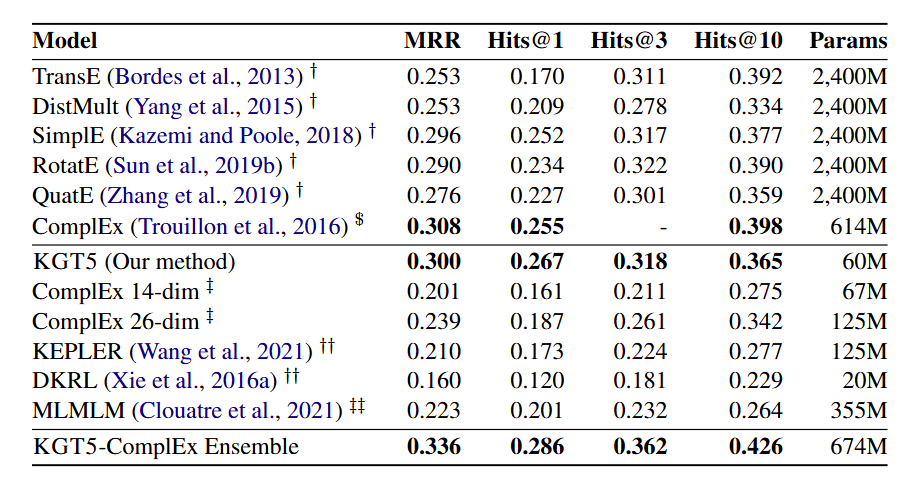 Model MRR Hits@1 Hits@3 Hits@10 Params
TransE (Bordes et al., 2013) † 0.253 0.170 0.311 0.392 2,400M
DistMult (Yang et al., 2015) † 0.253 0.209 0.278 0.334 2,400M
SimplE (Kazemi and Poole, 2018) † 0.296 0.252 0.317 0.377 2,400M
RotatE (Sun et al., 2019b) † 0.290 0.234 0.322 0.390 2,400M
QuatE (Zhang et al., 2019) † 0.276 0.227 0.301 0.359 2,400M
ComplEx (Trouillon et al., 2016) $ 0.308 0.255 - 0.398 614M
KGT5 (Our method) 0.300 0.267 0.318 0.365 60M
ComplEx 14-dim ‡ 0.201 0.161 0.211 0.275 67M
ComplEx 26-dim ‡ 0.239 0.187 0.261 0.342 125M
KEPLER (Wang et al., 2021) †† 0.210 0.173 0.224 0.277 125M
DKRL (Xie et al., 2016a) †† 0.160 0.120 0.181 0.229 20M
MLMLM (Clouatre et al., 2021) ‡‡ 0.223 0.201 0.232 0.264 355M
KGT5-ComplEx Ensemble 0.336 0.286 0.362 0.426 674M